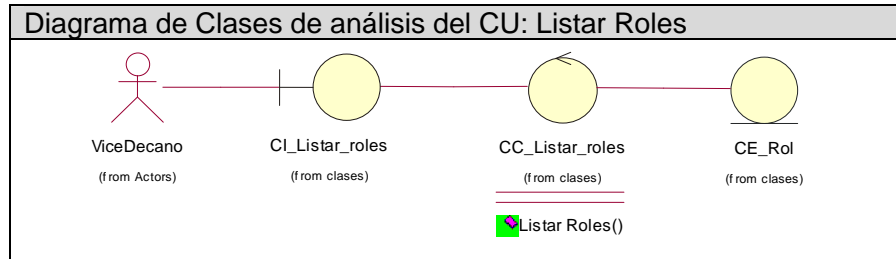 Diagrama de Clases de análisis del CU: Listar Roles
ViceDecano
CI_Listar_roles
CC_Listar_roles
CE_Rol
(from Actors)
(from clases)
(from clases)
(from clases)
Listar Roles()